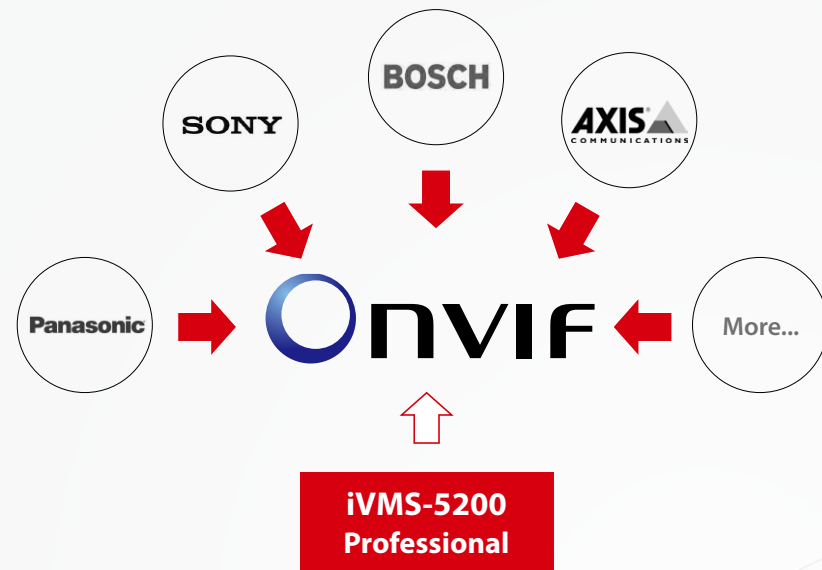 BOSCH
SONY
AXIS
COMMUNICATIONS
Panasonic
ONVIF
More...
iVMS-5200
Professional